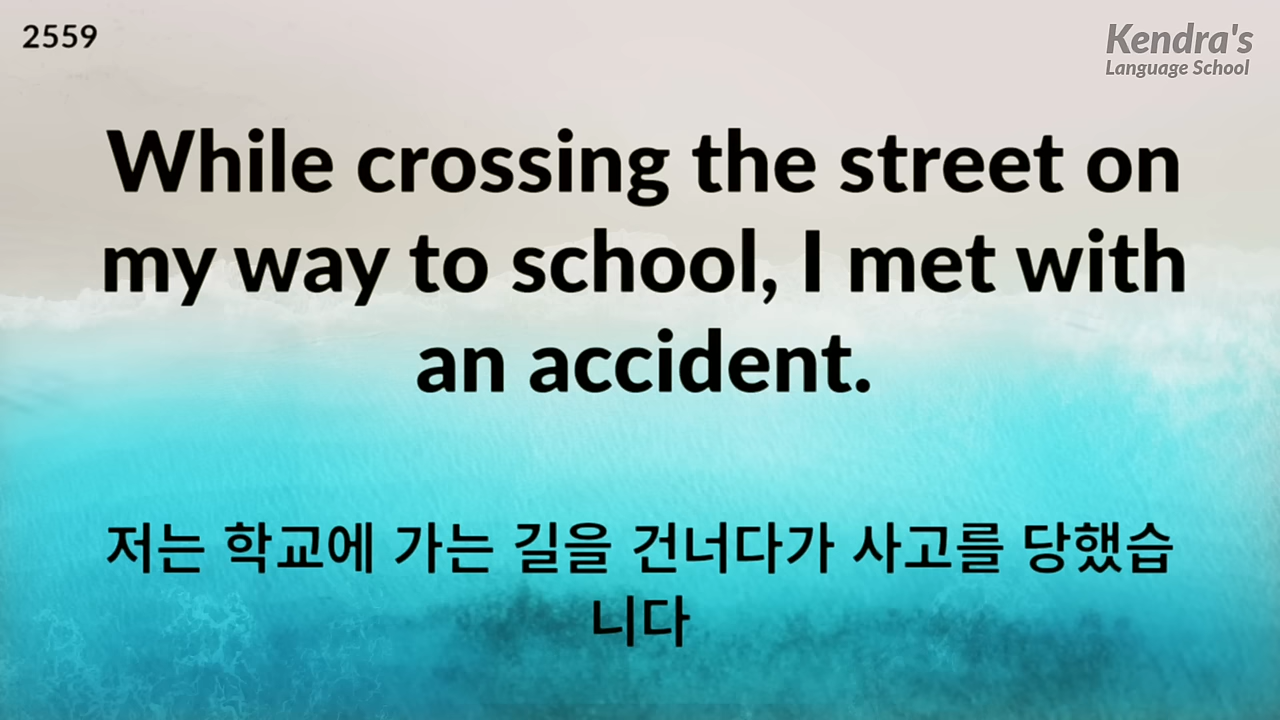 2559
Kendra's
Language School
While crossing the street on
my way to school, I met with
an accident.
저는 학교에 가는 길을 건너다가 사고를 당했습
니다